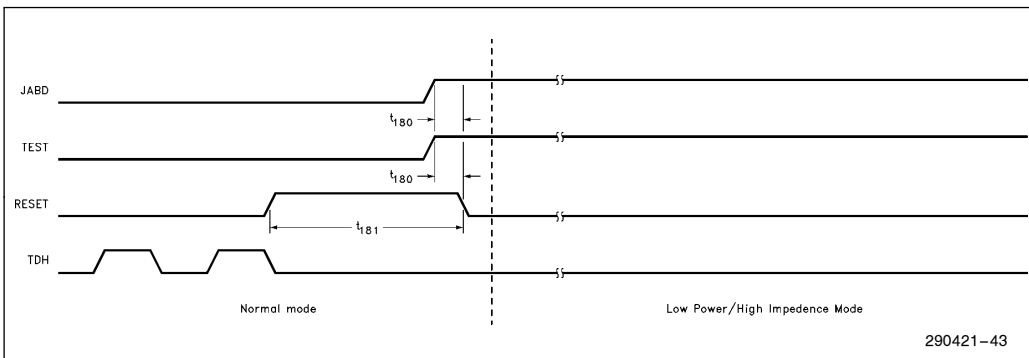 JABD
t180
TEST
t180
RESET
t181
TDH
Normal mode
Low Power/High Impedence Mode
290421–43